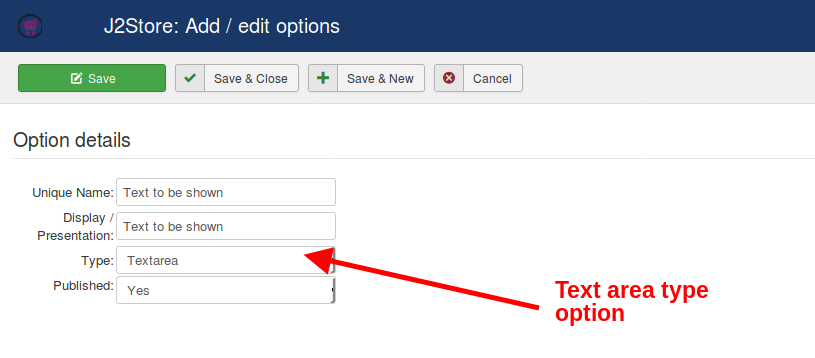 J2Store: Add / edit options
Save
Save & Close
Save & New
Cancel
Option details
Unique Name: Text to be shown
Display /
Presentation: Text to be shown
Type: Textarea
Published: Yes
Text area type
option